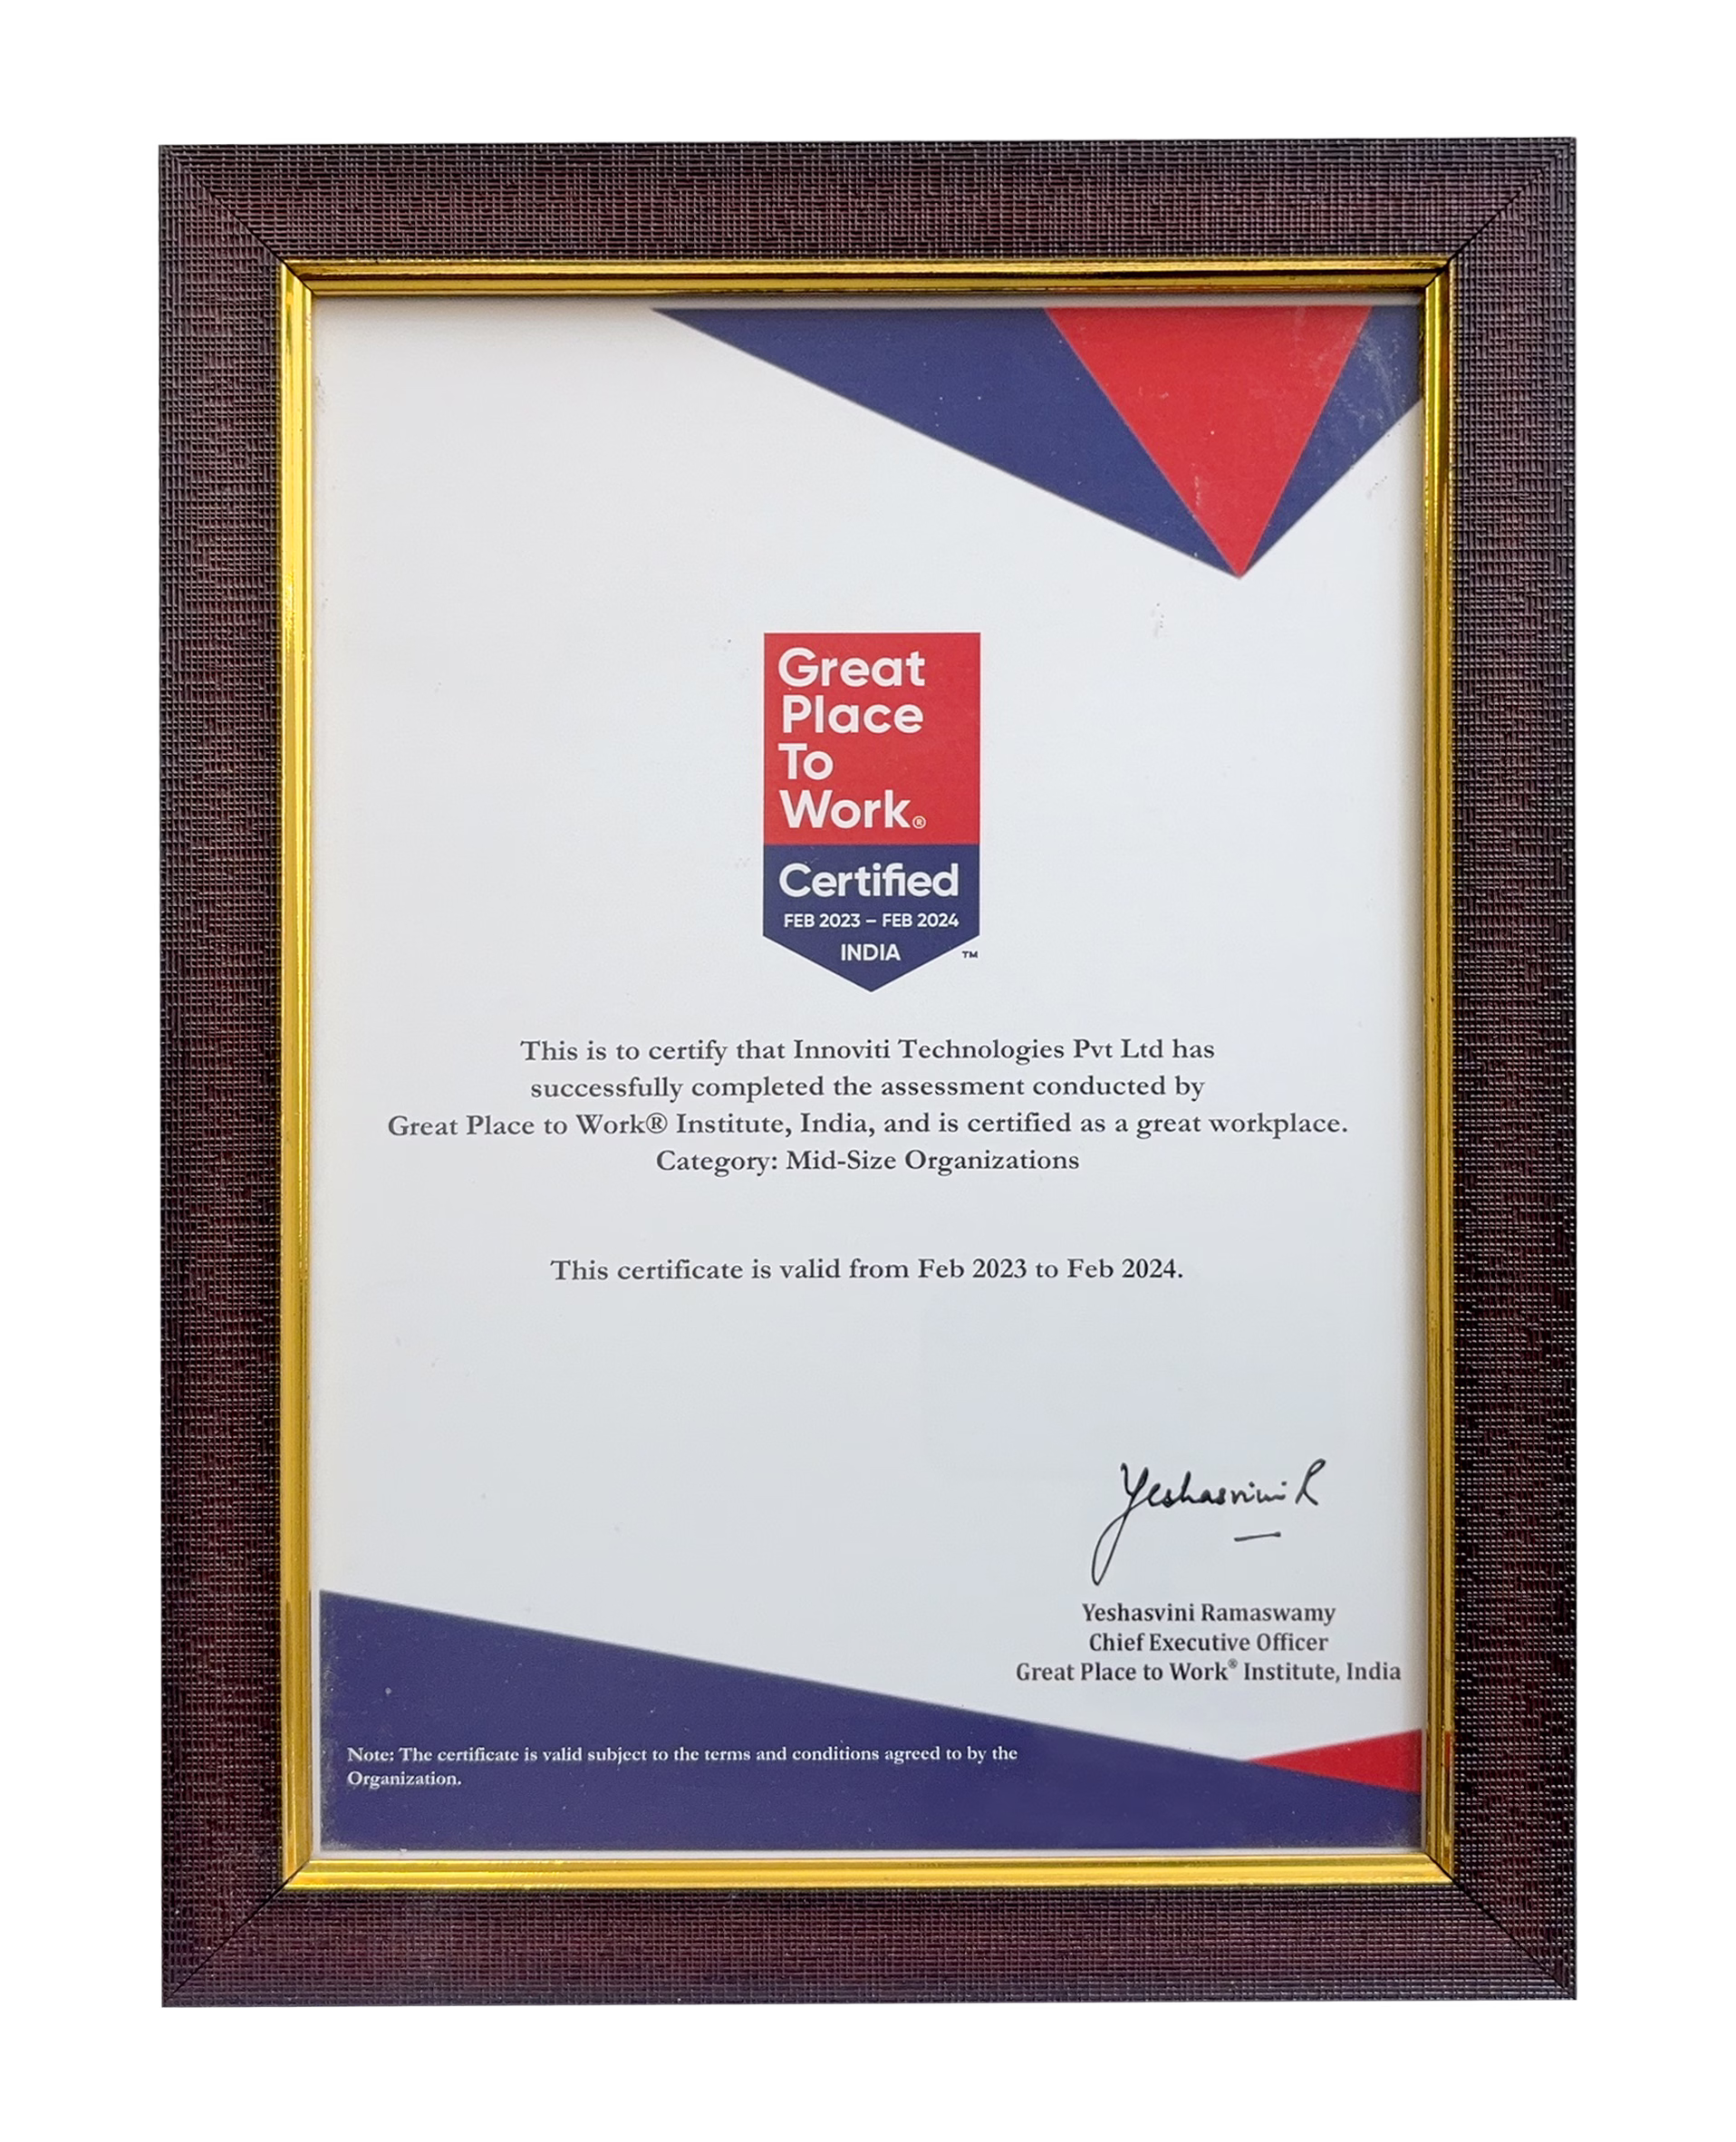 Great
Place
To
Work®
Certified
FEB 2023 – FEB 2024
INDIA
™
This is to certify that Innoviti Technologies Pvt Ltd has
successfully completed the assessment conducted by
Great Place to Work® Institute, India, and is certified as a great workplace.
Category: Mid-Size Organizations
This certificate is valid from Feb 2023 to Feb 2024.
Yeshasvini R
Yeshasvini Ramaswamy
Chief Executive Officer
Great Place to Work® Institute, India
Note: The certificate is valid subject to the terms and conditions agreed to by the
Organization.